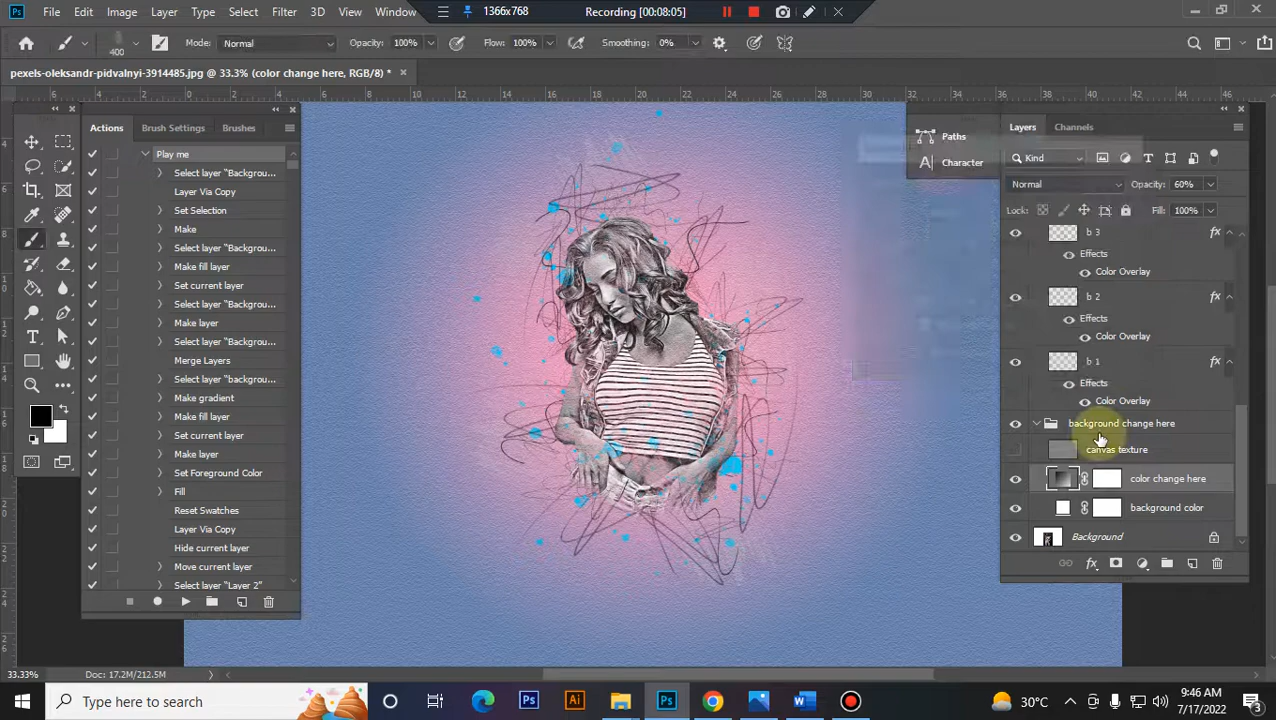 Ps File Edit Image Layer Type Select Filter 3D View Window
1366x768 Recording [00:08:05]
400 Mode: Normal Opacity: 100% Flow: 100% Smoothing: 0%
pexels-oleksandr-pidvalnyi-3914485.jpg @ 33.3% (color change here, RGB/8) *
Actions Brush Settings Brushes
Play me
Select layer "Backgrou...
Layer Via Copy
Set Selection
Make
Select layer "Backgrou...
Make fill layer
Set current layer
Select layer "Backgrou...
Make layer
Select layer "Backgrou...
Merge Layers
Select layer "backgrou...
Make gradient
Make fill layer
Set current layer
Make layer
Set Foreground Color
Fill
Reset Swatches
Layer Via Copy
Hide current layer
Move current layer
Select layer "Layer 2"
Paths
Character
Layers Channels
Kind
Normal Opacity: 60%
Lock: Fill: 100%
b 3 fx
Effects
Color Overlay
b 2 fx
Effects
Color Overlay
b 1 fx
Effects
Color Overlay
background change here
canvas texture
color change here
background color
Background
33.33% Doc: 17.2M/212.5M
Type here to search
30°C
9:46 AM
7/17/2022